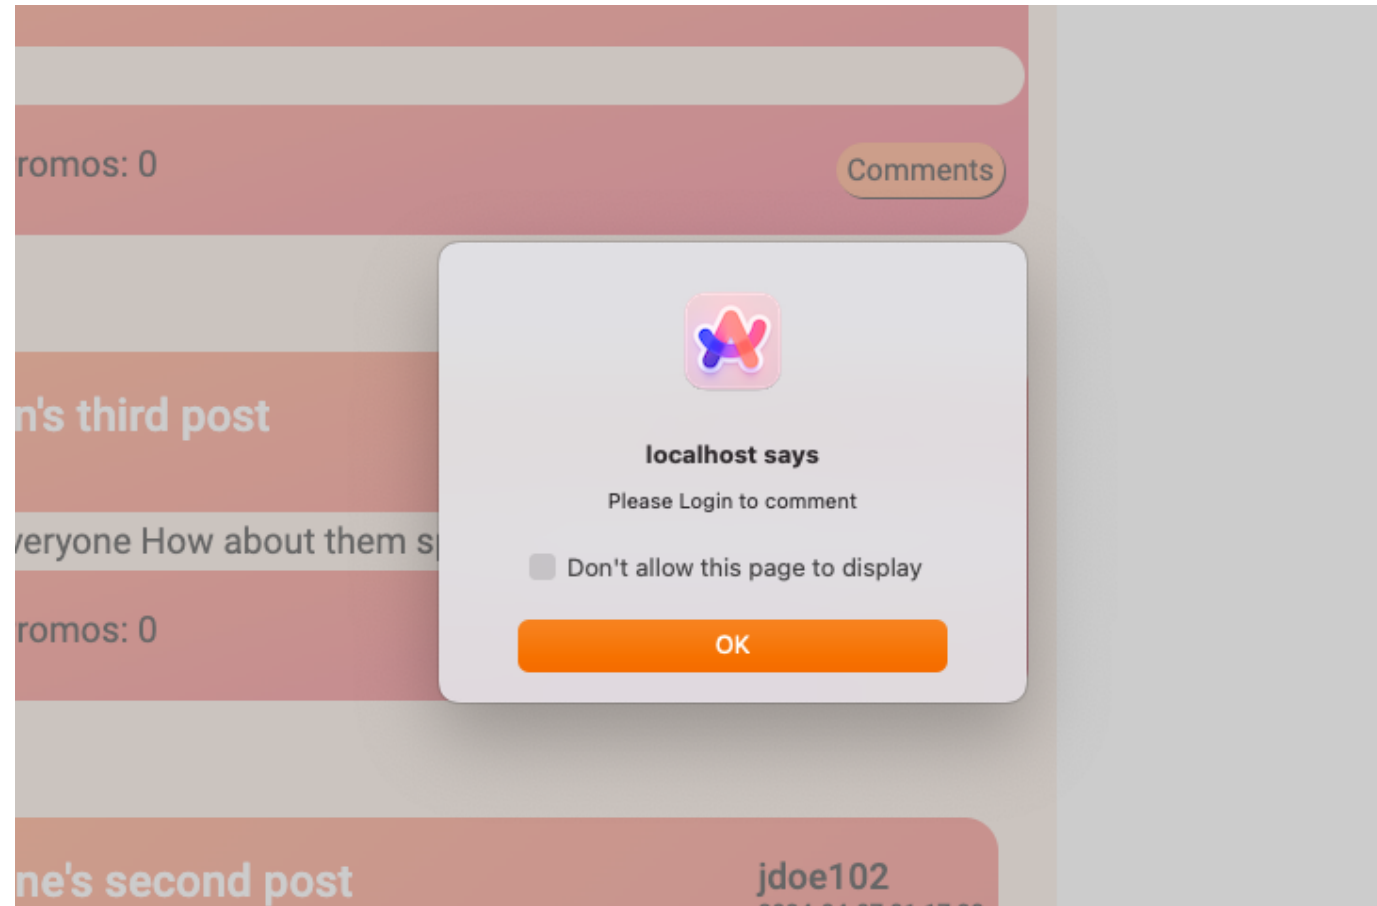 romos: 0
Comments
n's third post
localhost says
Please Login to comment
veryone How about them s
Don't allow this page to display
romos: 0
OK
ne's second post
jdoe102